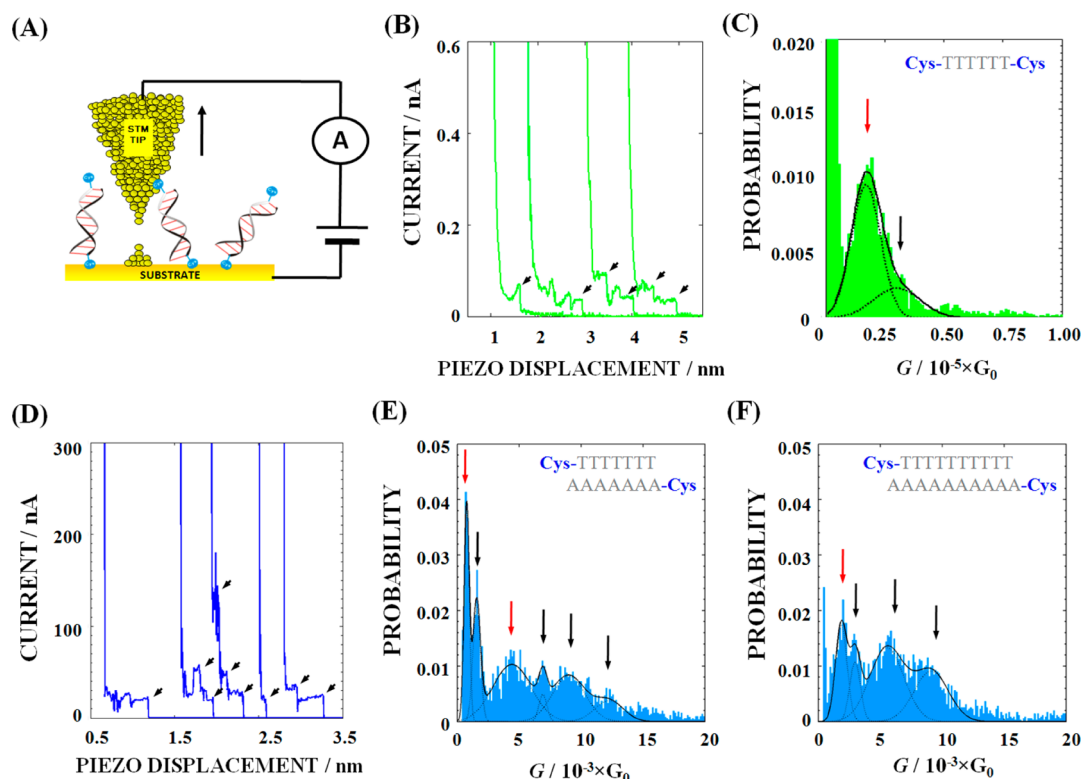 (A)
STM
TIP
A
SUBSTRATE
(B)
CURRENT / nA
0.6
0.4
0.2
0
1 2 3 4 5
PIEZO DISPLACEMENT / nm
(C)
PROBABILITY
0.020
0.015
0.010
0.005
0 0.25 0.50 0.75 1.00
Cys-TTTTTT-Cys
G / 10⁻⁵×G₀
(D)
CURRENT / nA
300
200
100
0
0.5 1.5 2.5 3.5
PIEZO DISPLACEMENT / nm
(E)
PROBABILITY
0.05
0.04
0.03
0.02
0.01
0
0 5 10 15 20
Cys-TTTTTTT
AAAAAAA-Cys
G / 10⁻³×G₀
(F)
PROBABILITY
0.05
0.04
0.03
0.02
0.01
0
0 5 10 15 20
Cys-TTTTTTTTTT
AAAAAAAAAA-Cys
G / 10⁻³×G₀